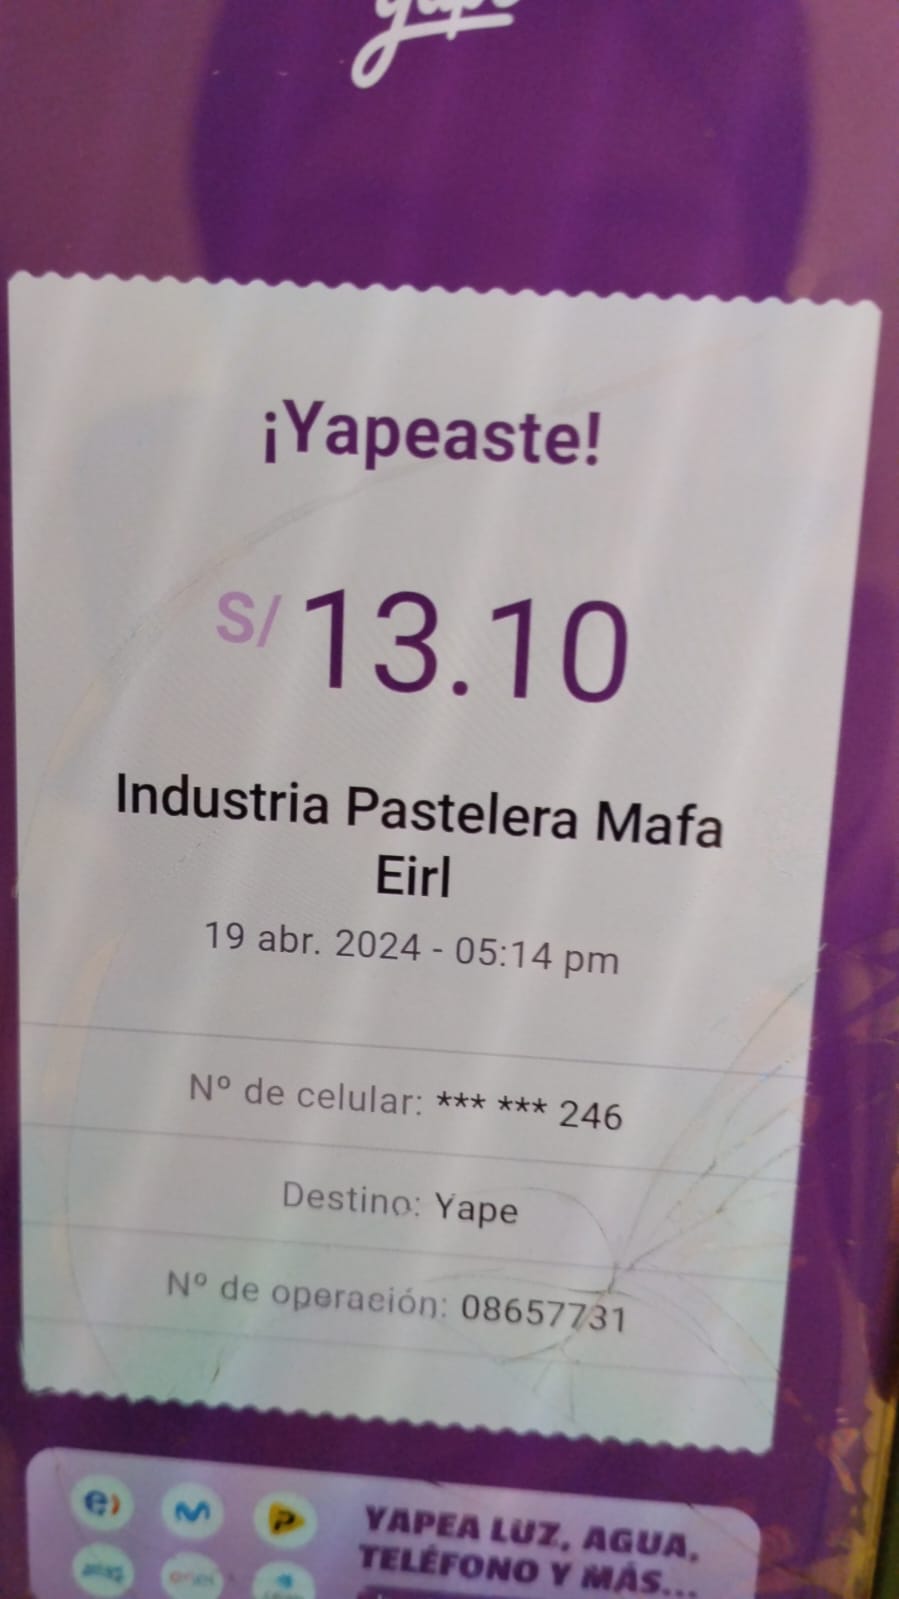 yape
¡Yapeaste!
S/ 13.10
Industria Pastelera Mafa
Eirl
19 abr. 2024 - 05:14 pm
Nº de celular: *** *** 246
Destino: Yape
Nº de operación: 08657731
YAPEA LUZ, AGUA,
TELÉFONO Y MÁS...